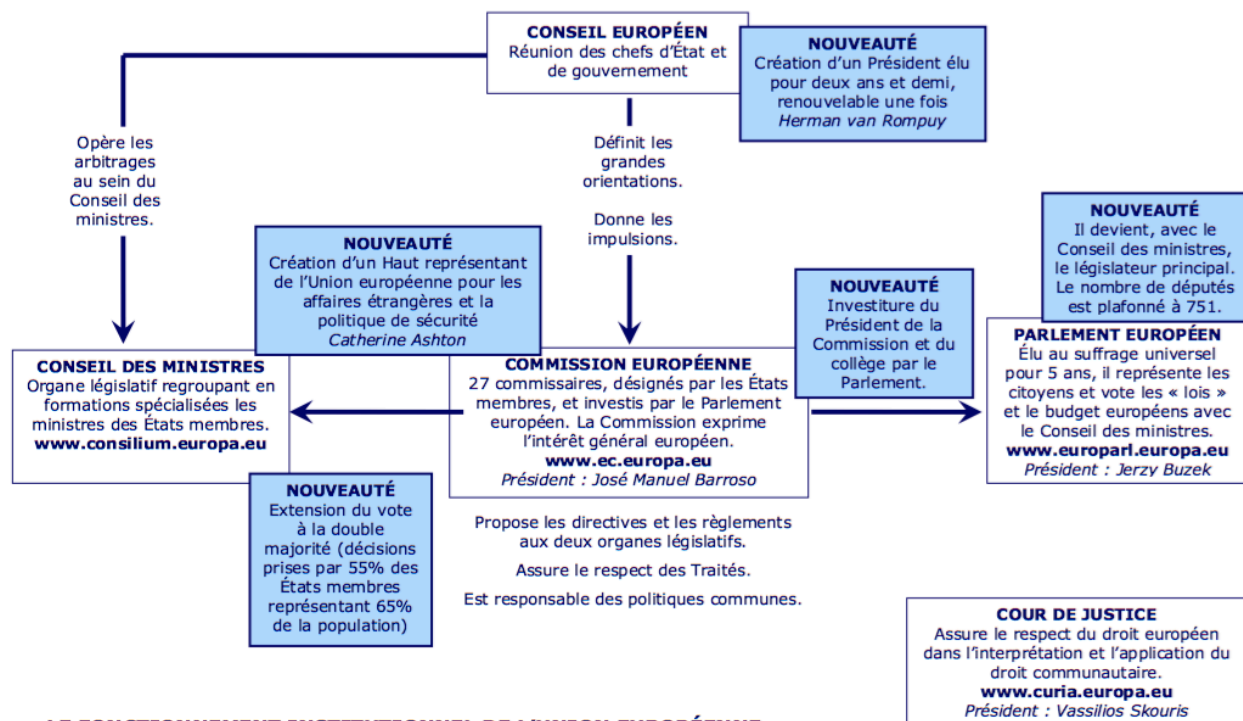 CONSEIL EUROPÉEN
Réunion des chefs d'État et
de gouvernement
NOUVEAUTÉ
Création d'un Président élu
pour deux ans et demi,
renouvelable une fois
Herman van Rompuy
Opère les
arbitrages
au sein du
Conseil des
ministres.
Définit les
grandes
orientations.
Donne les
impulsions.
NOUVEAUTÉ
Création d'un Haut représentant
de l'Union européenne pour les
affaires étrangères et la
politique de sécurité
Catherine Ashton
NOUVEAUTÉ
Investiture du
Président de la
Commission et du
collège par le
Parlement.
NOUVEAUTÉ
Il devient, avec le
Conseil des ministres,
le législateur principal.
Le nombre de députés
est plafonné à 751.
CONSEIL DES MINISTRES
Organe législatif regroupant en
formations spécialisées les
ministres des États membres.
www.consilium.europa.eu
COMMISSION EUROPÉENNE
27 commissaires, désignés par les États
membres, et investis par le Parlement
européen. La Commission exprime
l'intérêt général européen.
www.ec.europa.eu
Président : José Manuel Barroso
PARLEMENT EUROPÉEN
Élu au suffrage universel
pour 5 ans, il représente les
citoyens et vote les « lois »
et le budget européens avec
le Conseil des ministres.
www.europarl.europa.eu
Président : Jerzy Buzek
NOUVEAUTÉ
Extension du vote
à la double
majorité (décisions
prises par 55% des
États membres
représentant 65%
de la population)
Propose les directives et les règlements
aux deux organes législatifs.
Assure le respect des Traités.
Est responsable des politiques communes.
COUR DE JUSTICE
Assure le respect du droit européen
dans l'interprétation et l'application du
droit communautaire.
www.curia.europa.eu
Président : Vassilios Skouris
LE FONCTIONNEMENT INSTITUTIONNEL DE L'UNION EUROPÉENNE